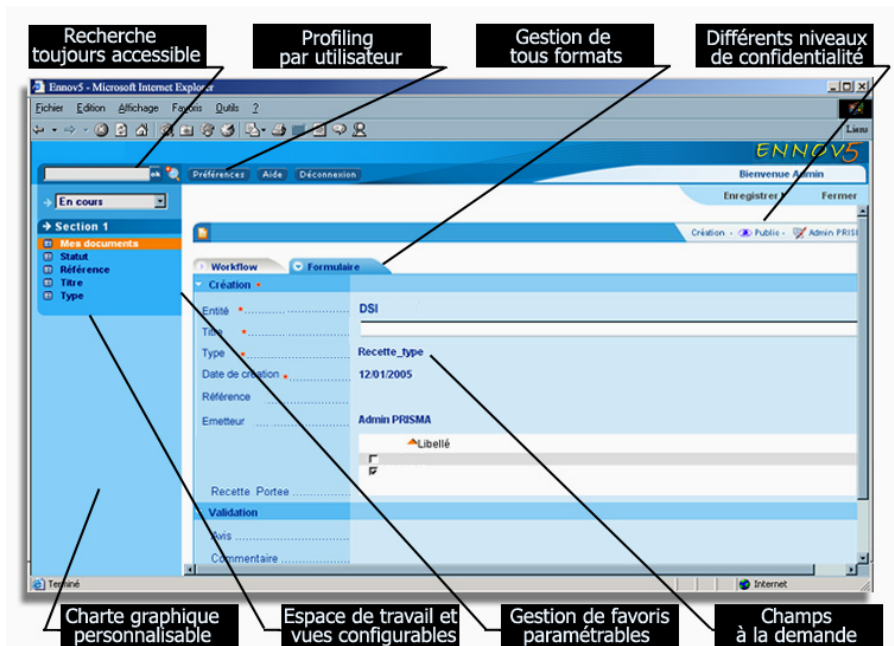 Recherche
toujours accessible
Profiling
par utilisateur
Gestion de
tous formats
Différents niveaux
de confidentialité
Ennov5 - Microsoft Internet Explorer
Fichier Edition Affichage Favoris Outils ?
Liens
ENNOV5
ok Préférences Aide Déconnexion
Bienvenue Admin
En cours
Enregistrer Fermer
Section 1
Mes documents
Statut
Référence
Titre
Type
Création - Public - Admin PRIS
Workflow Formulaire
Création
Entité DSI
Titre
Type Recette_type
Date de création 12/01/2005
Référence
Emetteur Admin PRISMA
Libellé
Recette Portee
Validation
Avis
Commentaire
Terminé
Internet
Charte graphique
personnalisable
Espace de travail et
vues configurables
Gestion de favoris
paramétrables
Champs
à la demande